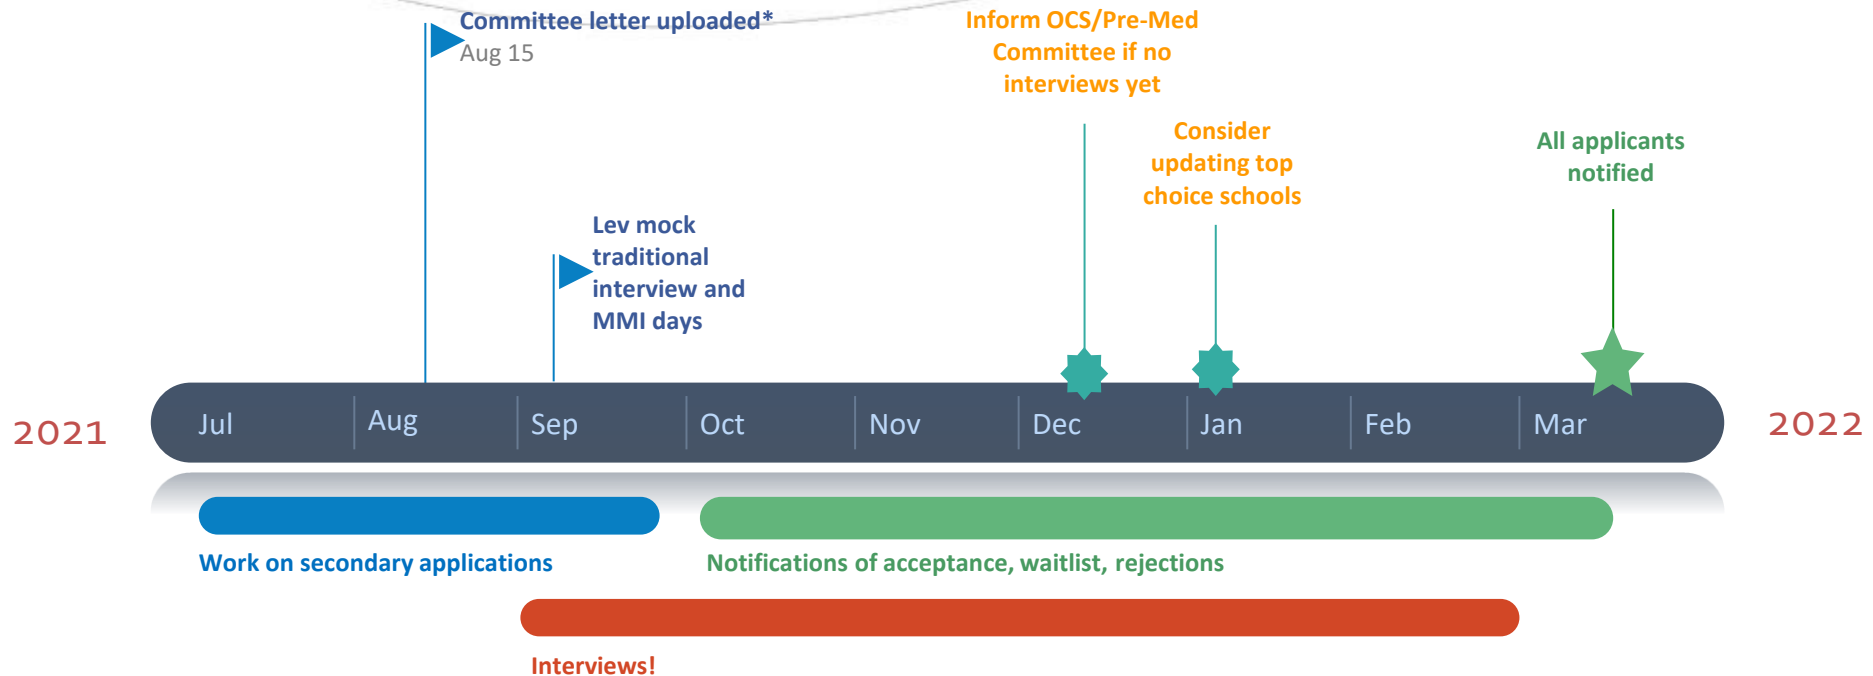 Committee letter uploaded*
Aug 15
Inform OCS/Pre-Med
Committee if no
interviews yet
Consider
updating top
choice schools
All applicants
notified
Lev mock
traditional
interview and
MMI days
2021
Jul
Aug
Sep
Oct
Nov
Dec
Jan
Feb
Mar
2022
Work on secondary applications
Notifications of acceptance, waitlist, rejections
Interviews!